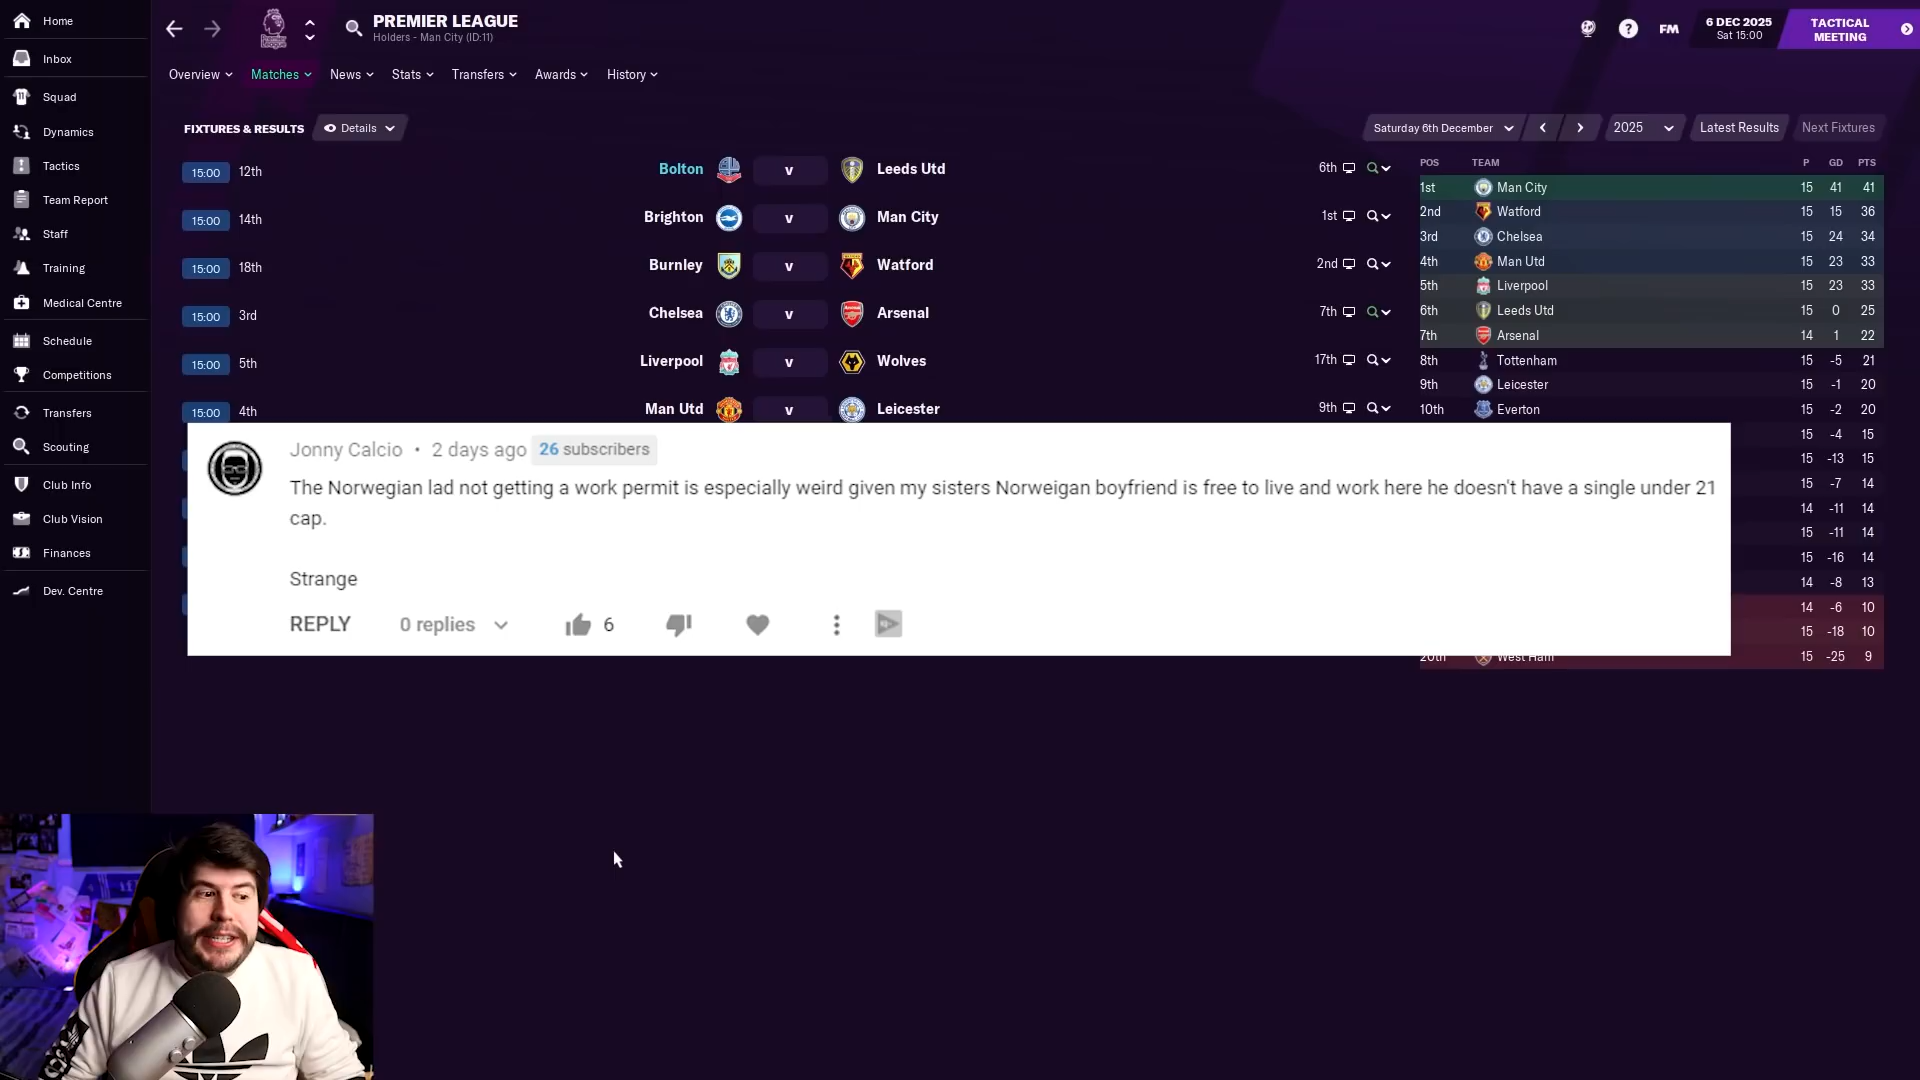 Home
Inbox
Squad
Dynamics
Tactics
Team Report
Staff
Training
Medical Centre
Schedule
Competitions
Transfers
Scouting
Club Info
Club Vision
Finances
Dev. Centre
PREMIER LEAGUE
Holders - Man City (ID:11)
FM
6 DEC 2025
Sat 15:00
TACTICAL
MEETING
Overview Matches News Stats Transfers Awards History
FIXTURES & RESULTS Details
Saturday 6th December 2025 Latest Results Next Fixtures
15:00 12th Bolton v Leeds Utd 6th
15:00 14th Brighton v Man City 1st
15:00 18th Burnley v Watford 2nd
15:00 3rd Chelsea v Arsenal 7th
15:00 5th Liverpool v Wolves 17th
15:00 4th Man Utd v Leicester 9th
POS TEAM P GD PTS
1st Man City 15 41 41
2nd Watford 15 15 36
3rd Chelsea 15 24 34
4th Man Utd 15 23 33
5th Liverpool 15 23 33
6th Leeds Utd 15 0 25
7th Arsenal 14 1 22
8th Tottenham 15 -5 21
9th Leicester 15 -1 20
10th Everton 15 -2 20
15 -4 15
15 -13 15
15 -7 14
14 -11 14
15 -11 14
15 -16 14
14 -8 13
14 -6 10
15 -18 10
20th West Ham 15 -25 9
Jonny Calcio • 2 days ago 26 subscribers
The Norwegian lad not getting a work permit is especially weird given my sisters Norweigan boyfriend is free to live and work here he doesn't have a single under 21
cap.
Strange
REPLY 0 replies 6